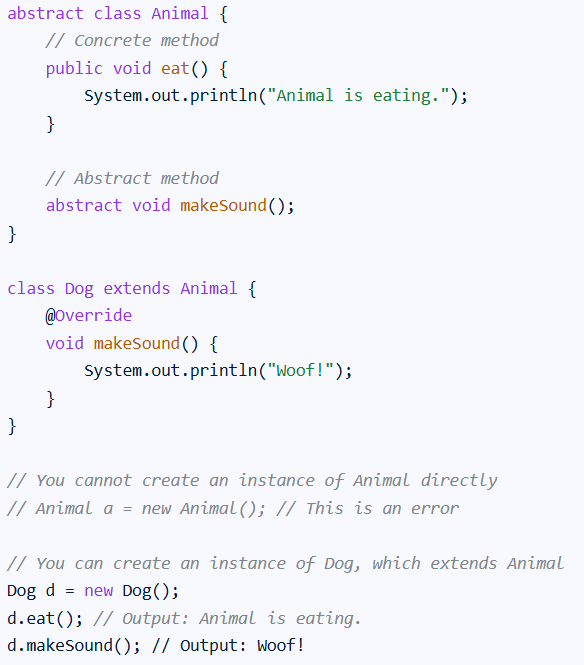 abstract class Animal {
    // Concrete method
    public void eat() {
        System.out.println("Animal is eating.");
    }

    // Abstract method
    abstract void makeSound();
}

class Dog extends Animal {
    @Override
    void makeSound() {
        System.out.println("Woof!");
    }
}

// You cannot create an instance of Animal directly
// Animal a = new Animal(); // This is an error

// You can create an instance of Dog, which extends Animal
Dog d = new Dog();
d.eat(); // Output: Animal is eating.
d.makeSound(); // Output: Woof!